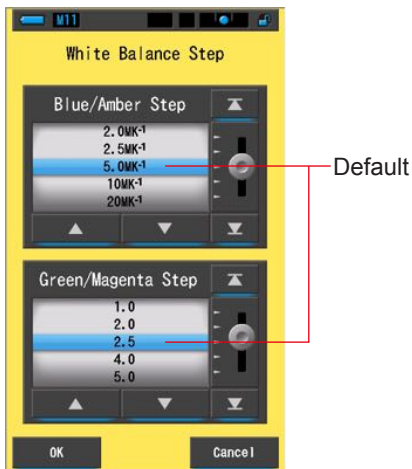 M11
White Balance Step
Blue/Amber Step
2.0MK-1
2.5MK-1
5.0MK-1
Default
10MK-1
20MK-1
Green/Magenta Step
1.0
2.0
2.5
4.0
5.0
OK
Cancel